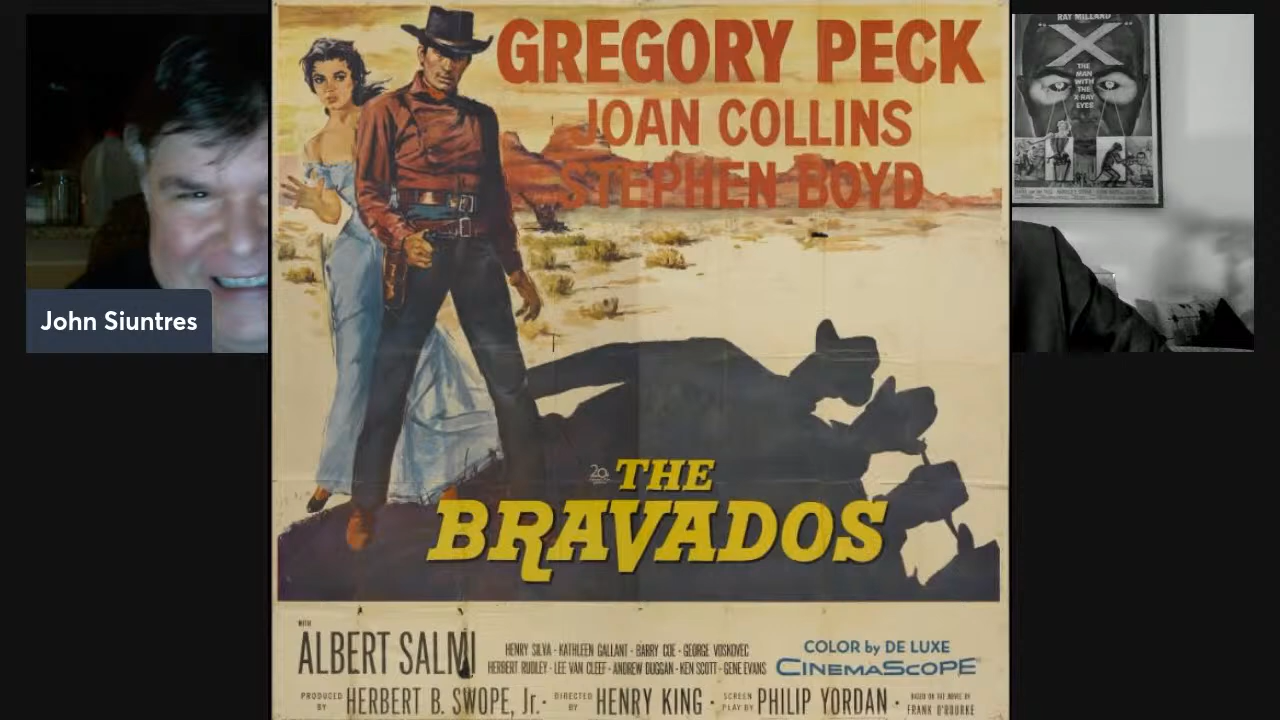 John Siuntres
GREGORY PECK
JOAN COLLINS
STEPHEN BOYD
20
THE
BRAVADOS
WITH
ALBERT SALMI
HENRY SILVA - KATHLEEN GALLANT - BARRY COE - GEORGE VOSKOVEC
HERBERT RUDLEY - LEE VAN CLEEF - ANDREW DUGGAN - KEN SCOTT - GENE EVANS
COLOR by DE LUXE
CINEMASCOPE
PRODUCED BY HERBERT B. SWOPE, Jr. · DIRECTED BY HENRY KING · SCREEN PLAY BY PHILIP YORDAN · BASED ON THE NOVEL BY FRANK O'ROURKE
RAY MILLAND
"X"
THE
MAN
WITH
THE
X-RAY
EYES